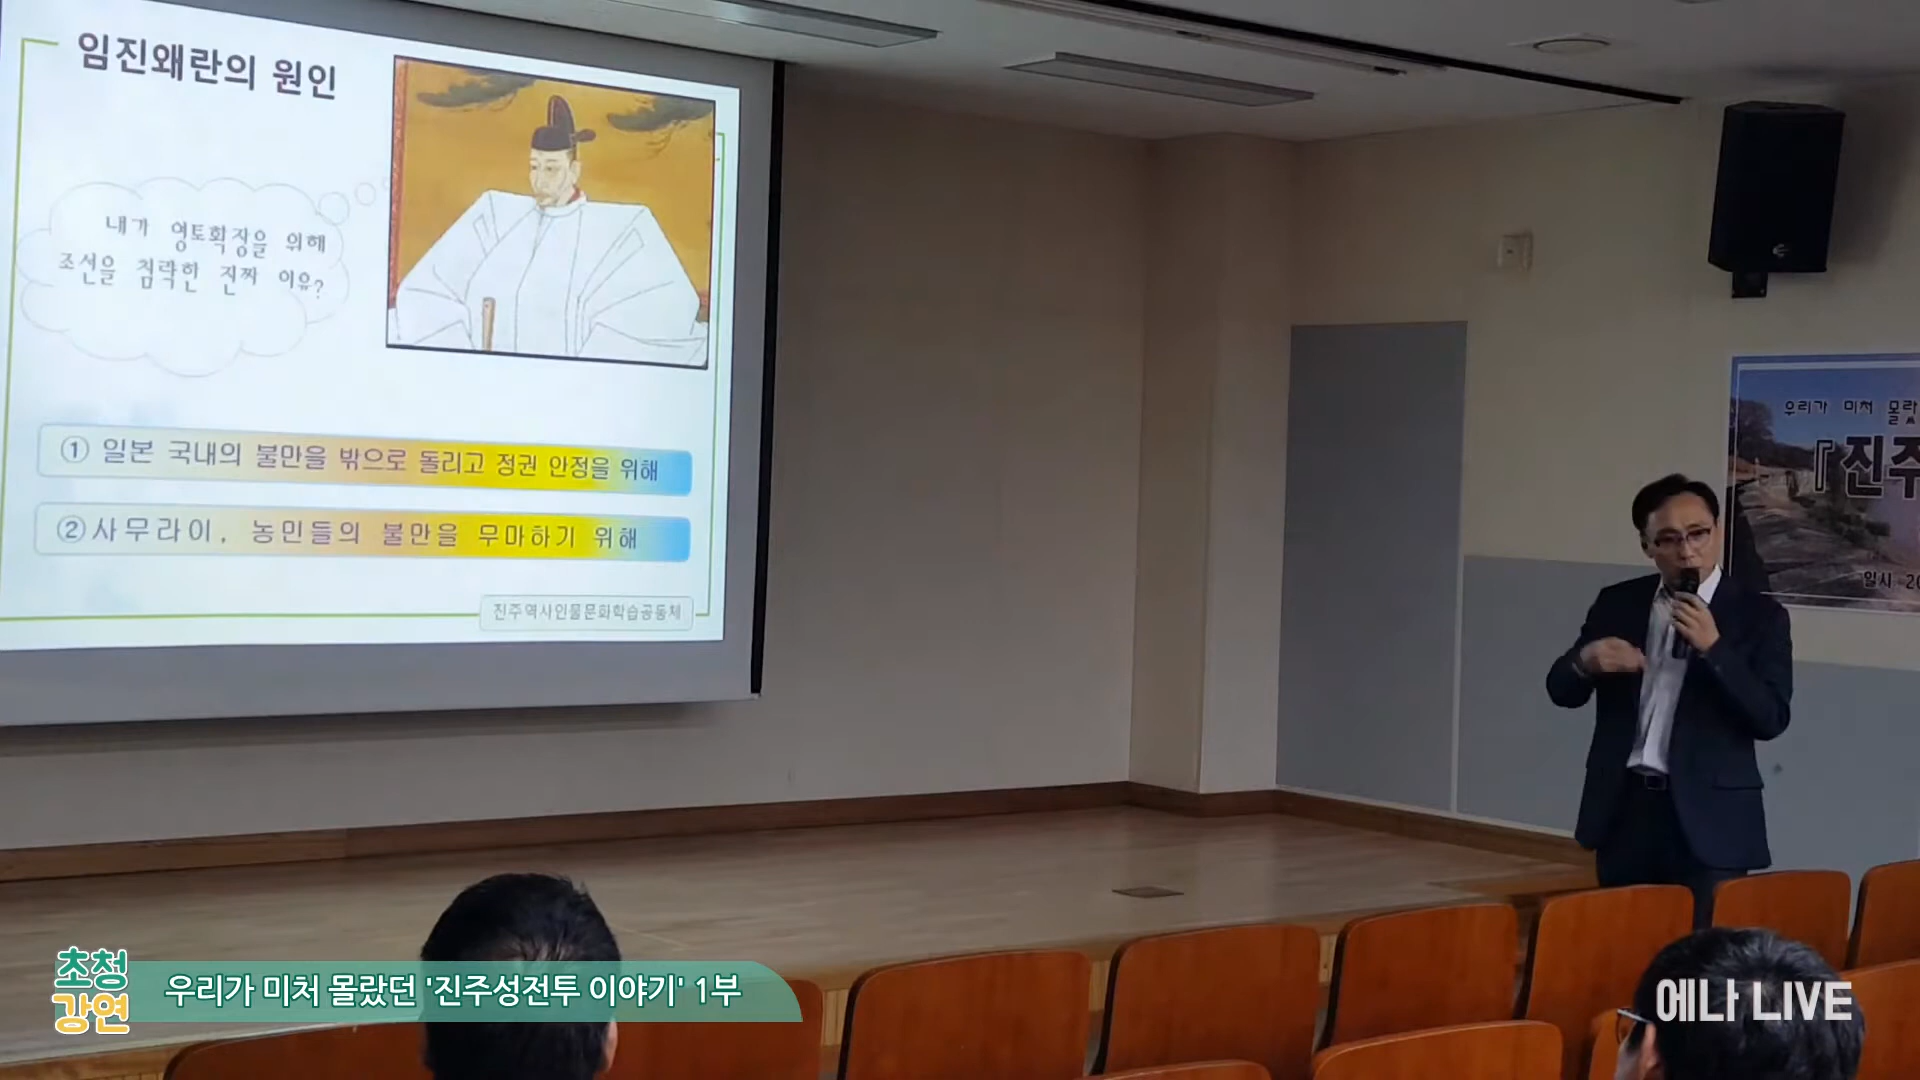 임진왜란의 원인
내가 영토확장을 위해
조선을 침략한 진짜 이유?
① 일본 국내의 불만을 밖으로 돌리고 정권 안정을 위해
②사무라이, 농민들의 불만을 무마하기 위해
진주역사인물문화학습공동체
우리가 미처 몰랐
『진주
일시 20
초청
강연
우리가 미처 몰랐던 '진주성전투 이야기' 1부
에나 LIVE